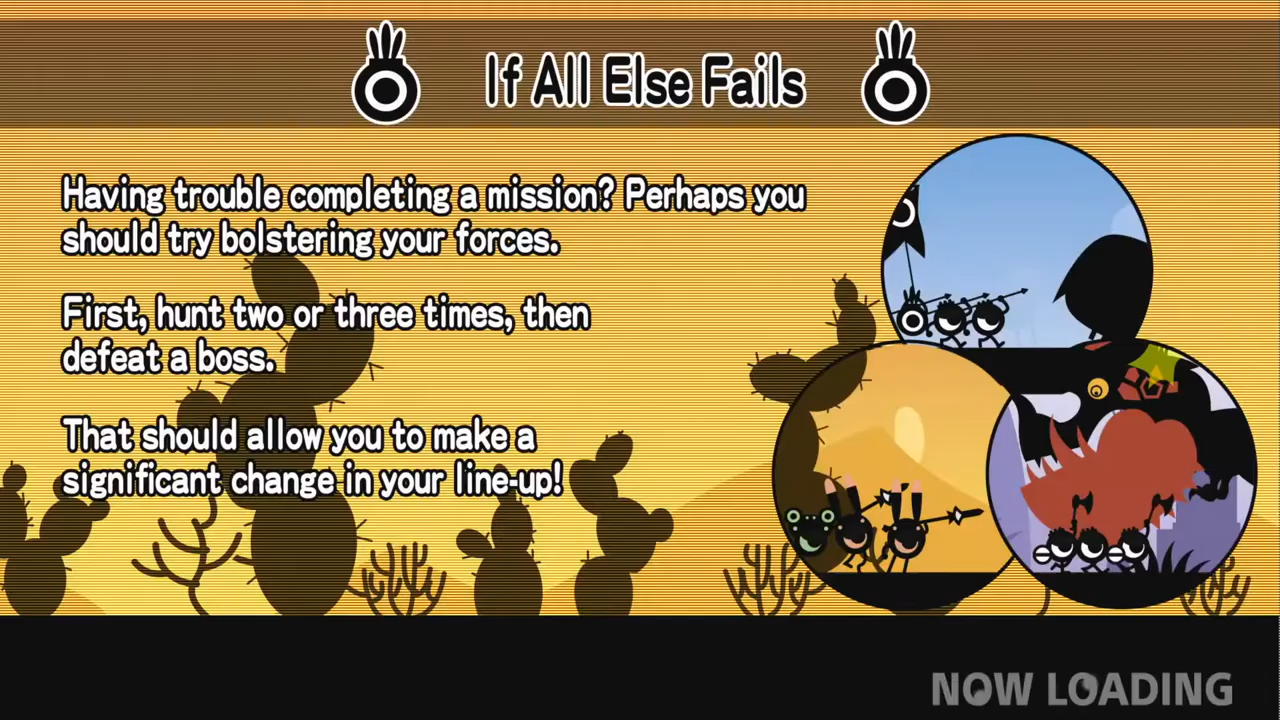 If All Else Fails
Having trouble completing a mission? Perhaps you
should try bolstering your forces.
First, hunt two or three times, then
defeat a boss.
That should allow you to make a
significant change in your line-up!
NOW LOADING